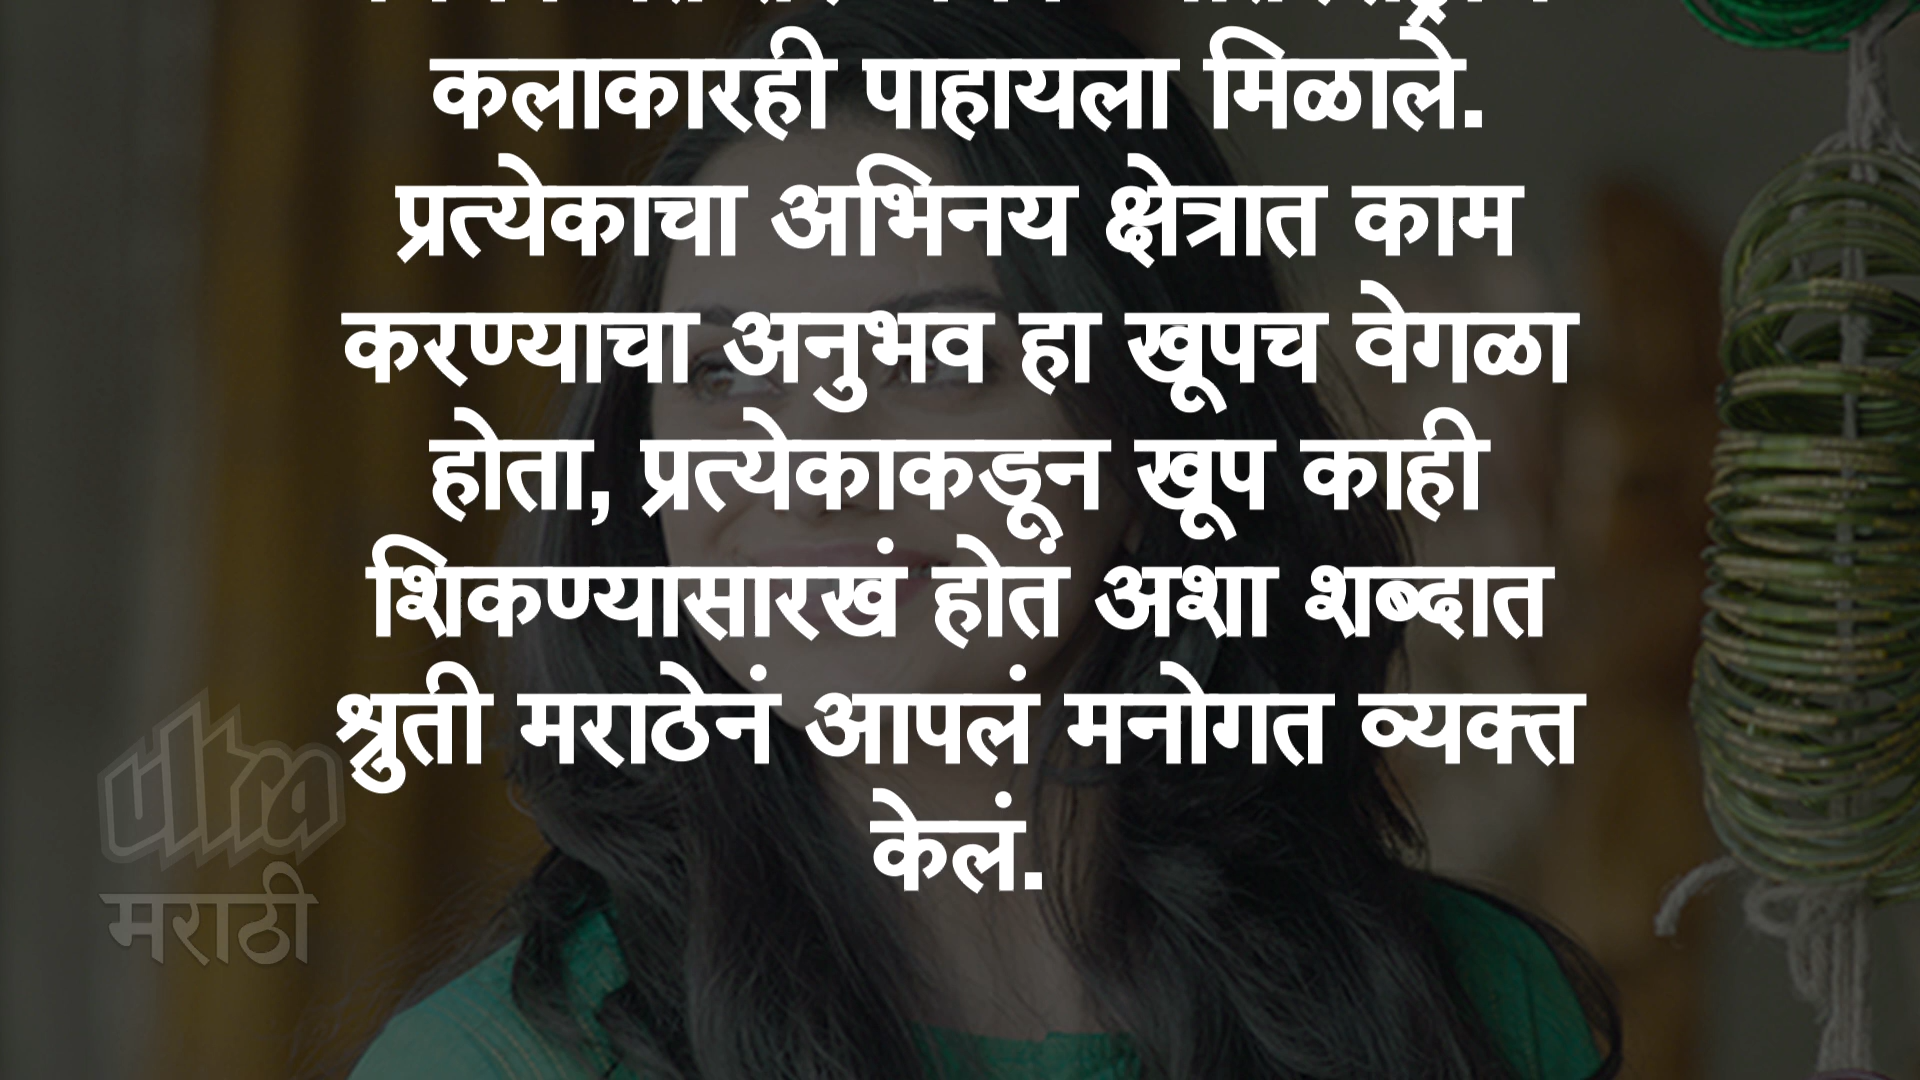 कलाकारही पाहायला मिळाले.
प्रत्येकाचा अभिनय क्षेत्रात काम
करण्याचा अनुभव हा खूपच वेगळा
होता, प्रत्येकाकडून खूप काही
शिकण्यासारखं होतं अशा शब्दात
श्रुती मराठेनं आपलं मनोगत व्यक्त
केलं.
ultra
मराठी